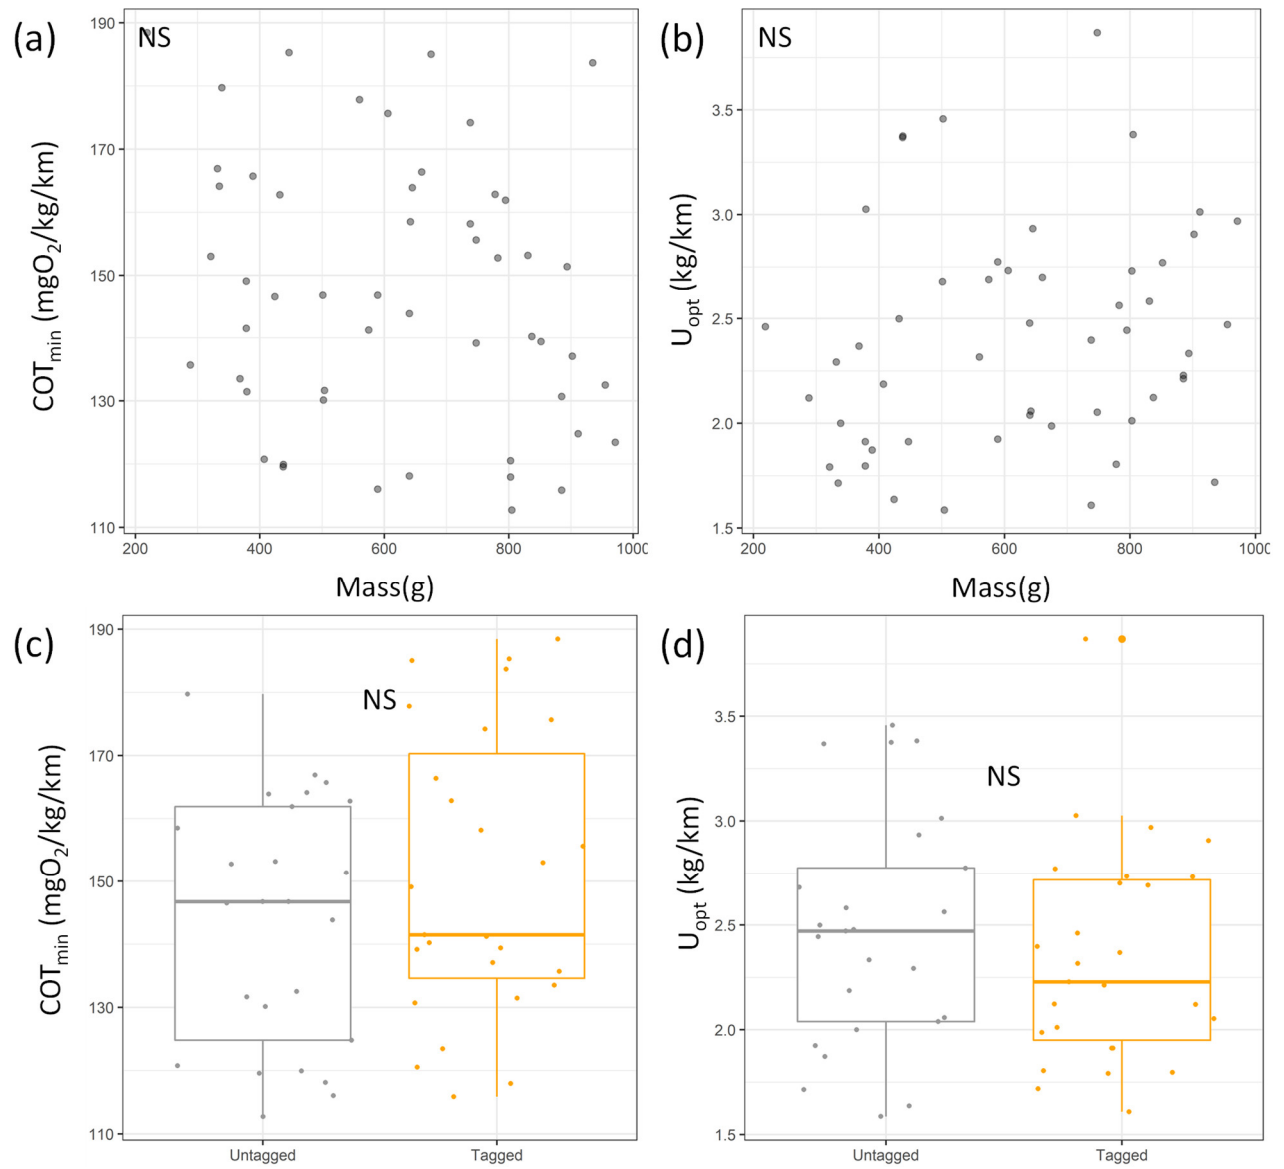 (a)
NS
COTmin (mgO2/kg/km)
190
170
150
130
110
200 400 600 800 1000
Mass(g)
(b)
NS
Uopt (kg/km)
3.5
3.0
2.5
2.0
1.5
200 400 600 800 1000
Mass(g)
(c)
NS
COTmin (mgO2/kg/km)
190
170
150
130
110
Untagged Tagged
(d)
NS
Uopt (kg/km)
3.5
3.0
2.5
2.0
1.5
Untagged Tagged